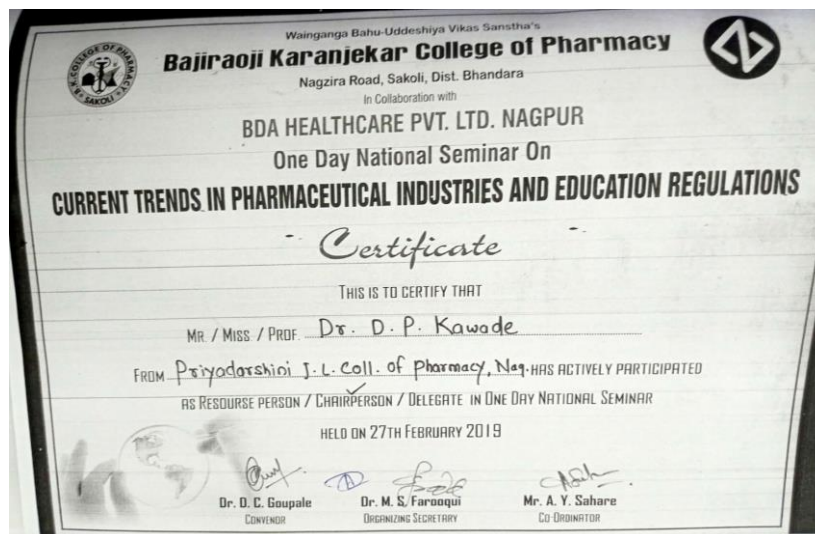 Wainganga Bahu-Uddeshiya Vikas Sanstha's
Bajiraoji Karanjekar College of Pharmacy
Nagzira Road, Sakoli, Dist. Bhandara
In Collaboration with
BDA HEALTHCARE PVT. LTD. NAGPUR
One Day National Seminar On
CURRENT TRENDS IN PHARMACEUTICAL INDUSTRIES AND EDUCATION REGULATIONS
Certificate
THIS IS TO CERTIFY THAT
MR. / MISS / PROF. Dr. D. P. Kawade
FROM Priyadarshini J. L. Coll. of Pharmacy, Nag. HAS ACTIVELY PARTICIPATED
AS RESOURSE PERSON / CHAIRPERSON / DELEGATE IN ONE DAY NATIONAL SEMINAR
HELD ON 27TH FEBRUARY 2019
Dr. D. C. Goupale Dr. M. S. Farooqui Mr. A. Y. Sahare
CONVENOR ORGANIZING SECRETARY CO-ORDINATOR
B.K. COLLEGE OF PHARMACY
SAKOLI